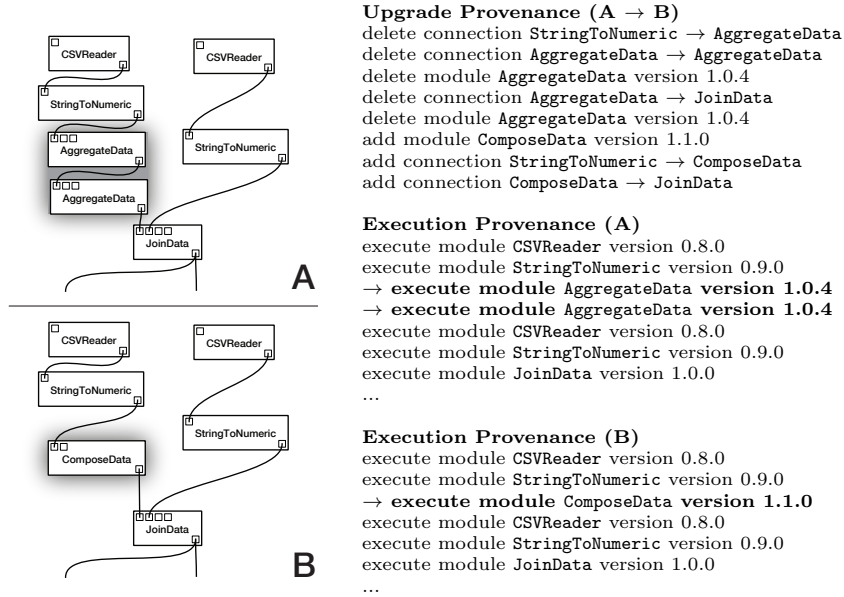 CSVReader
CSVReader
StringToNumeric
AggregateData
StringToNumeric
AggregateData
JoinData
A
CSVReader
CSVReader
StringToNumeric
StringToNumeric
ComposeData
JoinData
B
Upgrade Provenance (A → B)
delete connection StringToNumeric → AggregateData
delete connection AggregateData → AggregateData
delete module AggregateData version 1.0.4
delete connection AggregateData → JoinData
delete module AggregateData version 1.0.4
add module ComposeData version 1.1.0
add connection StringToNumeric → ComposeData
add connection ComposeData → JoinData
Execution Provenance (A)
execute module CSVReader version 0.8.0
execute module StringToNumeric version 0.9.0
→ execute module AggregateData version 1.0.4
→ execute module AggregateData version 1.0.4
execute module CSVReader version 0.8.0
execute module StringToNumeric version 0.9.0
execute module JoinData version 1.0.0
...
Execution Provenance (B)
execute module CSVReader version 0.8.0
execute module StringToNumeric version 0.9.0
→ execute module ComposeData version 1.1.0
execute module CSVReader version 0.8.0
execute module StringToNumeric version 0.9.0
execute module JoinData version 1.0.0
...